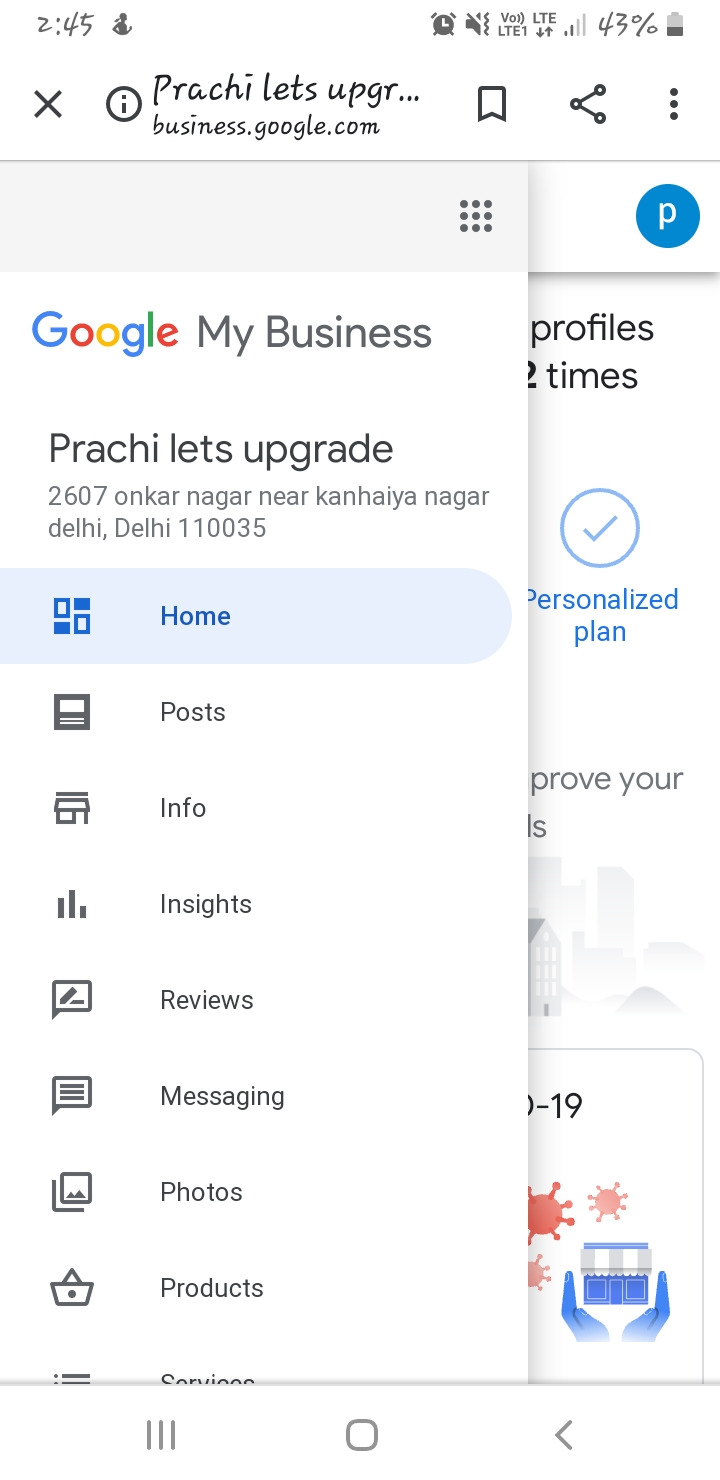 2:45
Vo)) LTE
LTE1
43%
Prachi lets upgr...
business.google.com
p
Google My Business
profiles
2 times
Prachi lets upgrade
2607 onkar nagar near kanhaiya nagar
delhi, Delhi 110035
Personalized
plan
Home
Posts
prove your
ls
Info
Insights
Reviews
Messaging
D-19
Photos
Products
Services